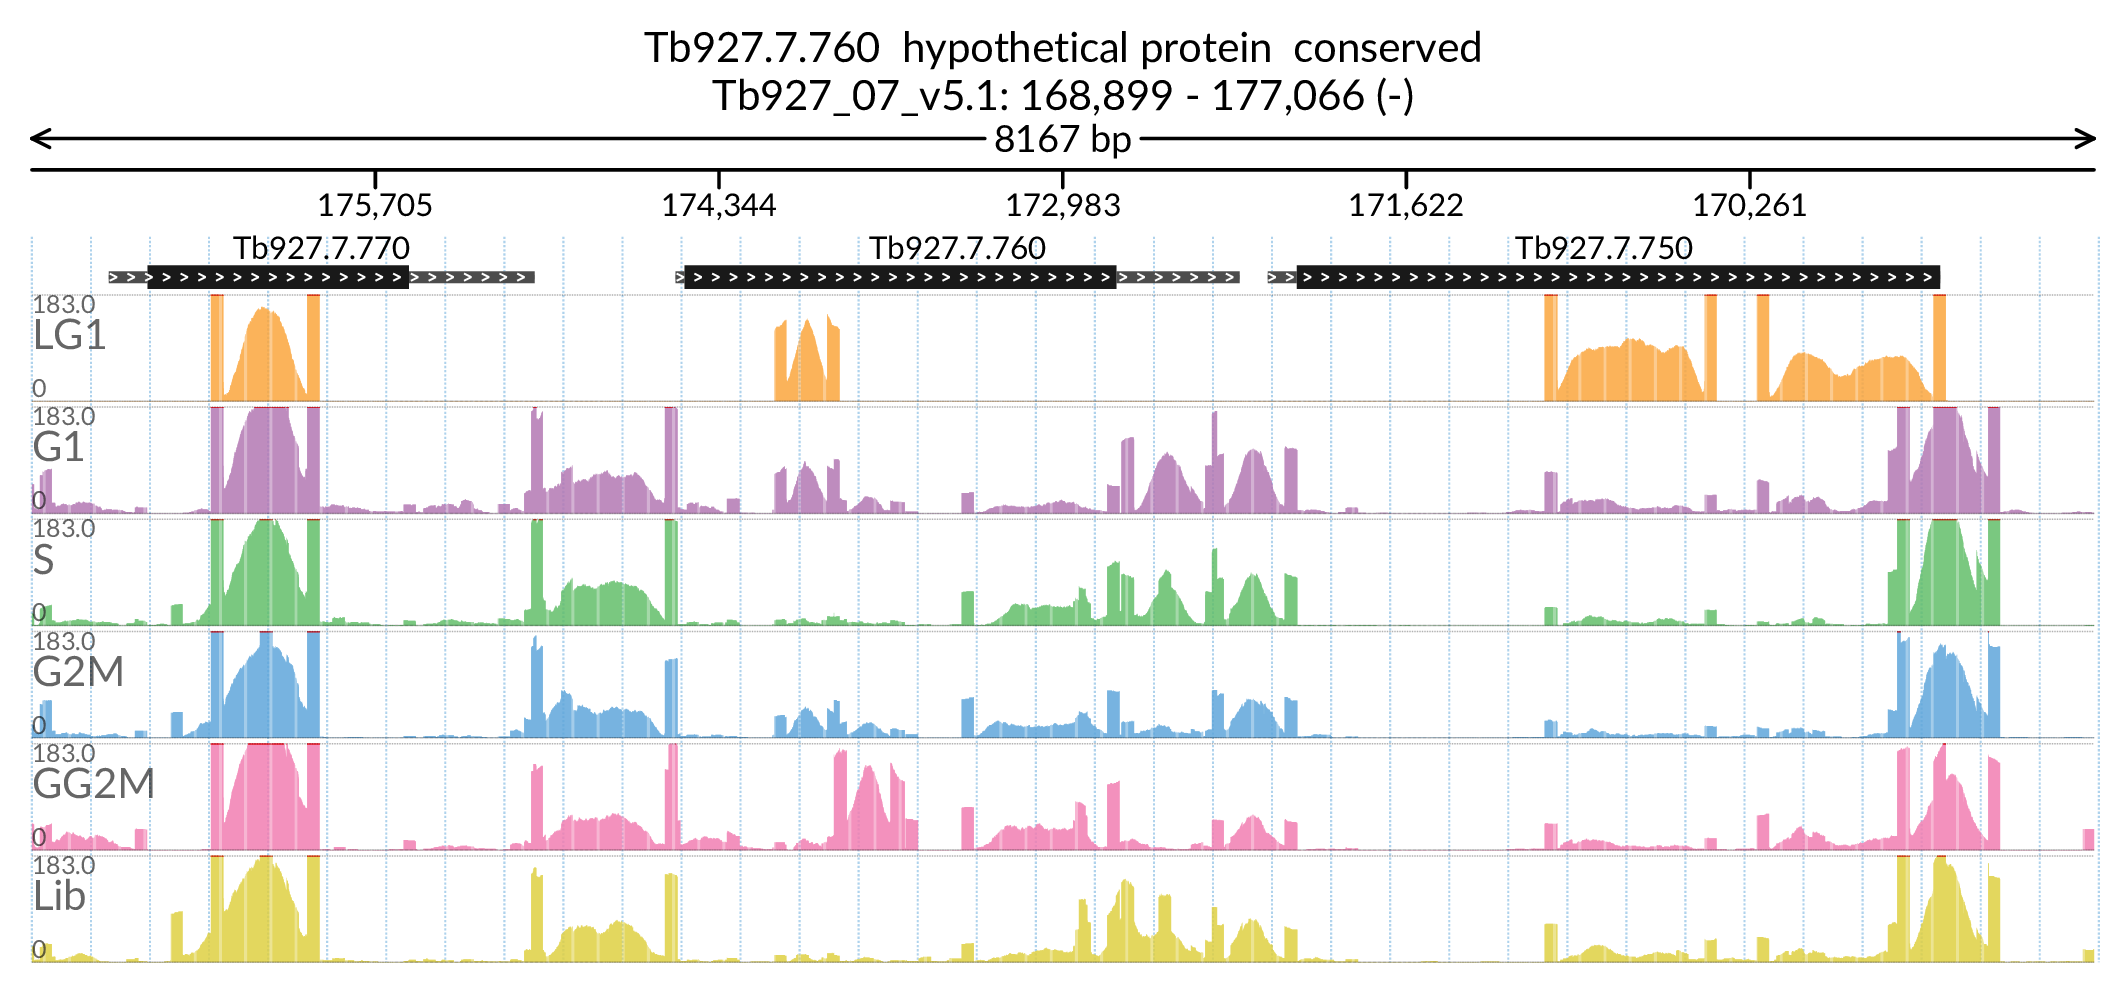 Tb927.7.760  hypothetical protein  conserved
Tb927_07_v5.1: 168,899 - 177,066 (-)
8167 bp
175,705 174,344 172,983 171,622 170,261
Tb927.7.770 Tb927.7.760 Tb927.7.750
183.0
LG1
0
183.0
G1
0
183.0
S
0
183.0
G2M
0
183.0
GG2M
0
183.0
Lib
0